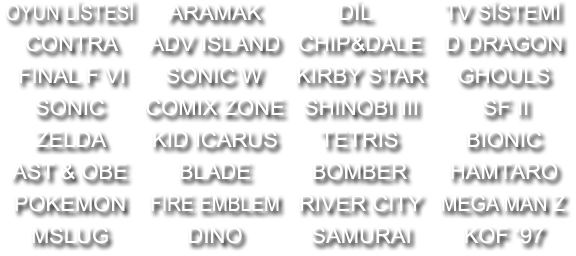 OYUN LİSTESİ ARAMAK DİL TV SİSTEMİ
CONTRA ADV ISLAND CHIP&DALE D DRAGON
FINAL F VI SONIC W KIRBY STAR GHOULS
SONIC COMIX ZONE SHINOBI III SF II
ZELDA KID ICARUS TETRIS BIONIC
AST & OBE BLADE BOMBER HAMTARO
POKEMON FIRE EMBLEM RIVER CITY MEGA MAN Z
MSLUG DINO SAMURAI KOF '97